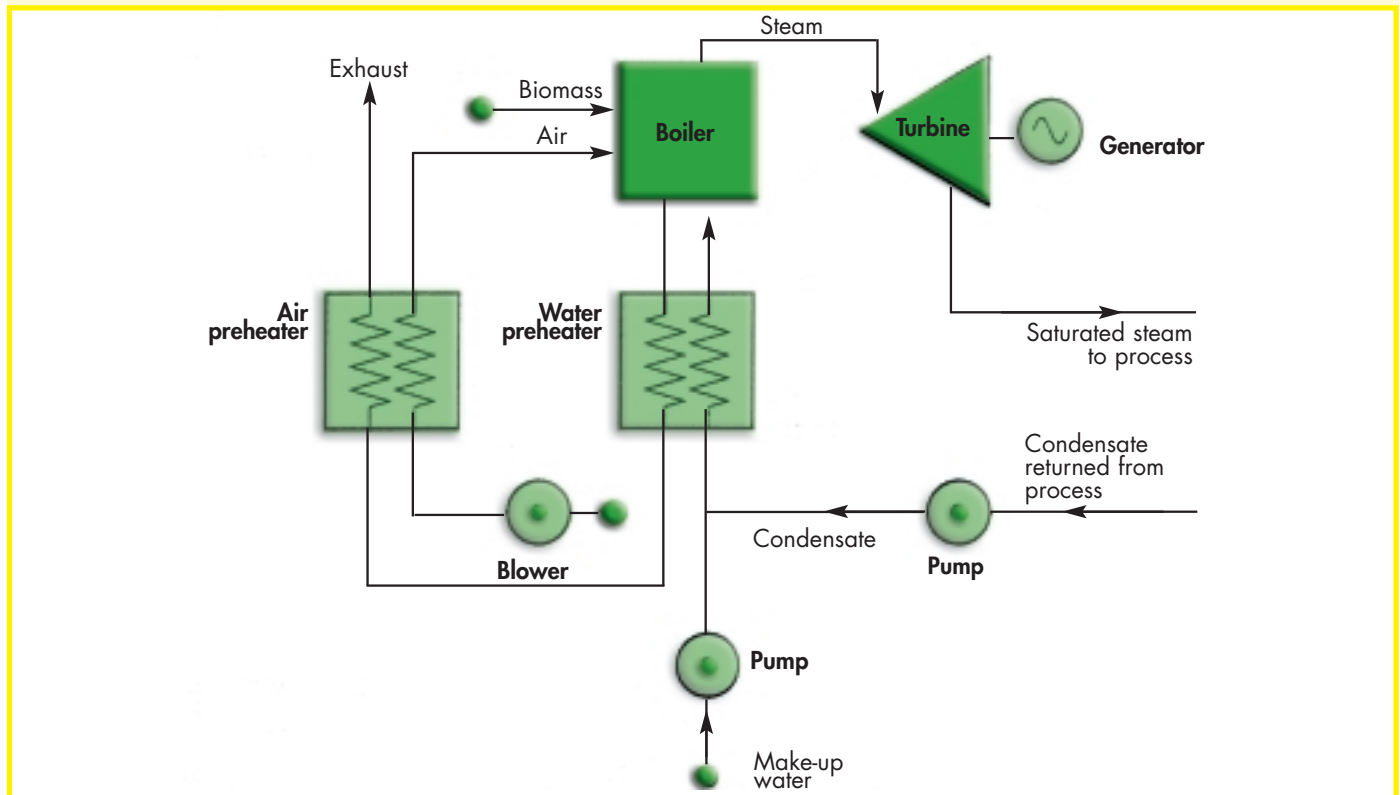 Steam
Exhaust
Biomass
Air
Boiler
Turbine
Generator
Air
preheater
Water
preheater
Saturated steam
to process
Condensate
returned from
process
Condensate
Blower
Pump
Pump
Make-up
water